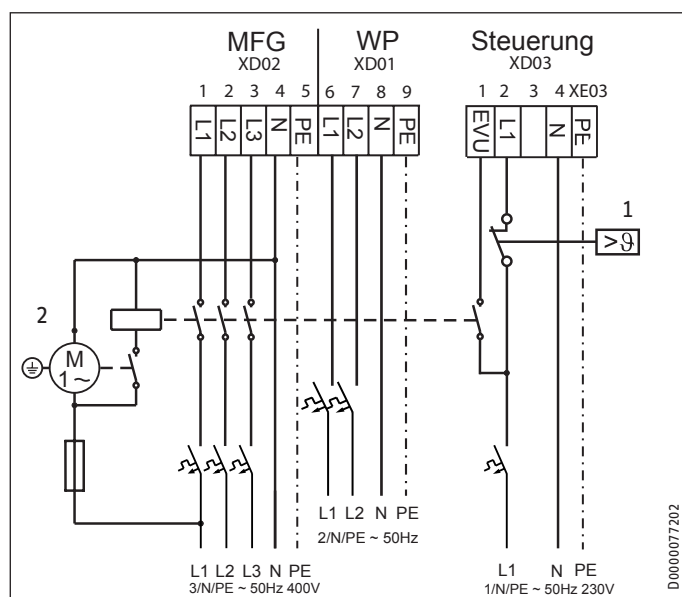 MFG WP Steuerung
XD02 XD01 XD03
1 2 3 4 5 6 7 8 9 1 2 3 4 XE03
L1 L2 L3 N PE L1 L2 N PE EVU L1 N PE
1
>ϑ
2
M
1~
L1 L2 N PE
2/N/PE ~ 50Hz
L1 L2 L3 N PE L1 N PE
3/N/PE ~ 50Hz 400V 1/N/PE ~ 50Hz 230V
D0000077202